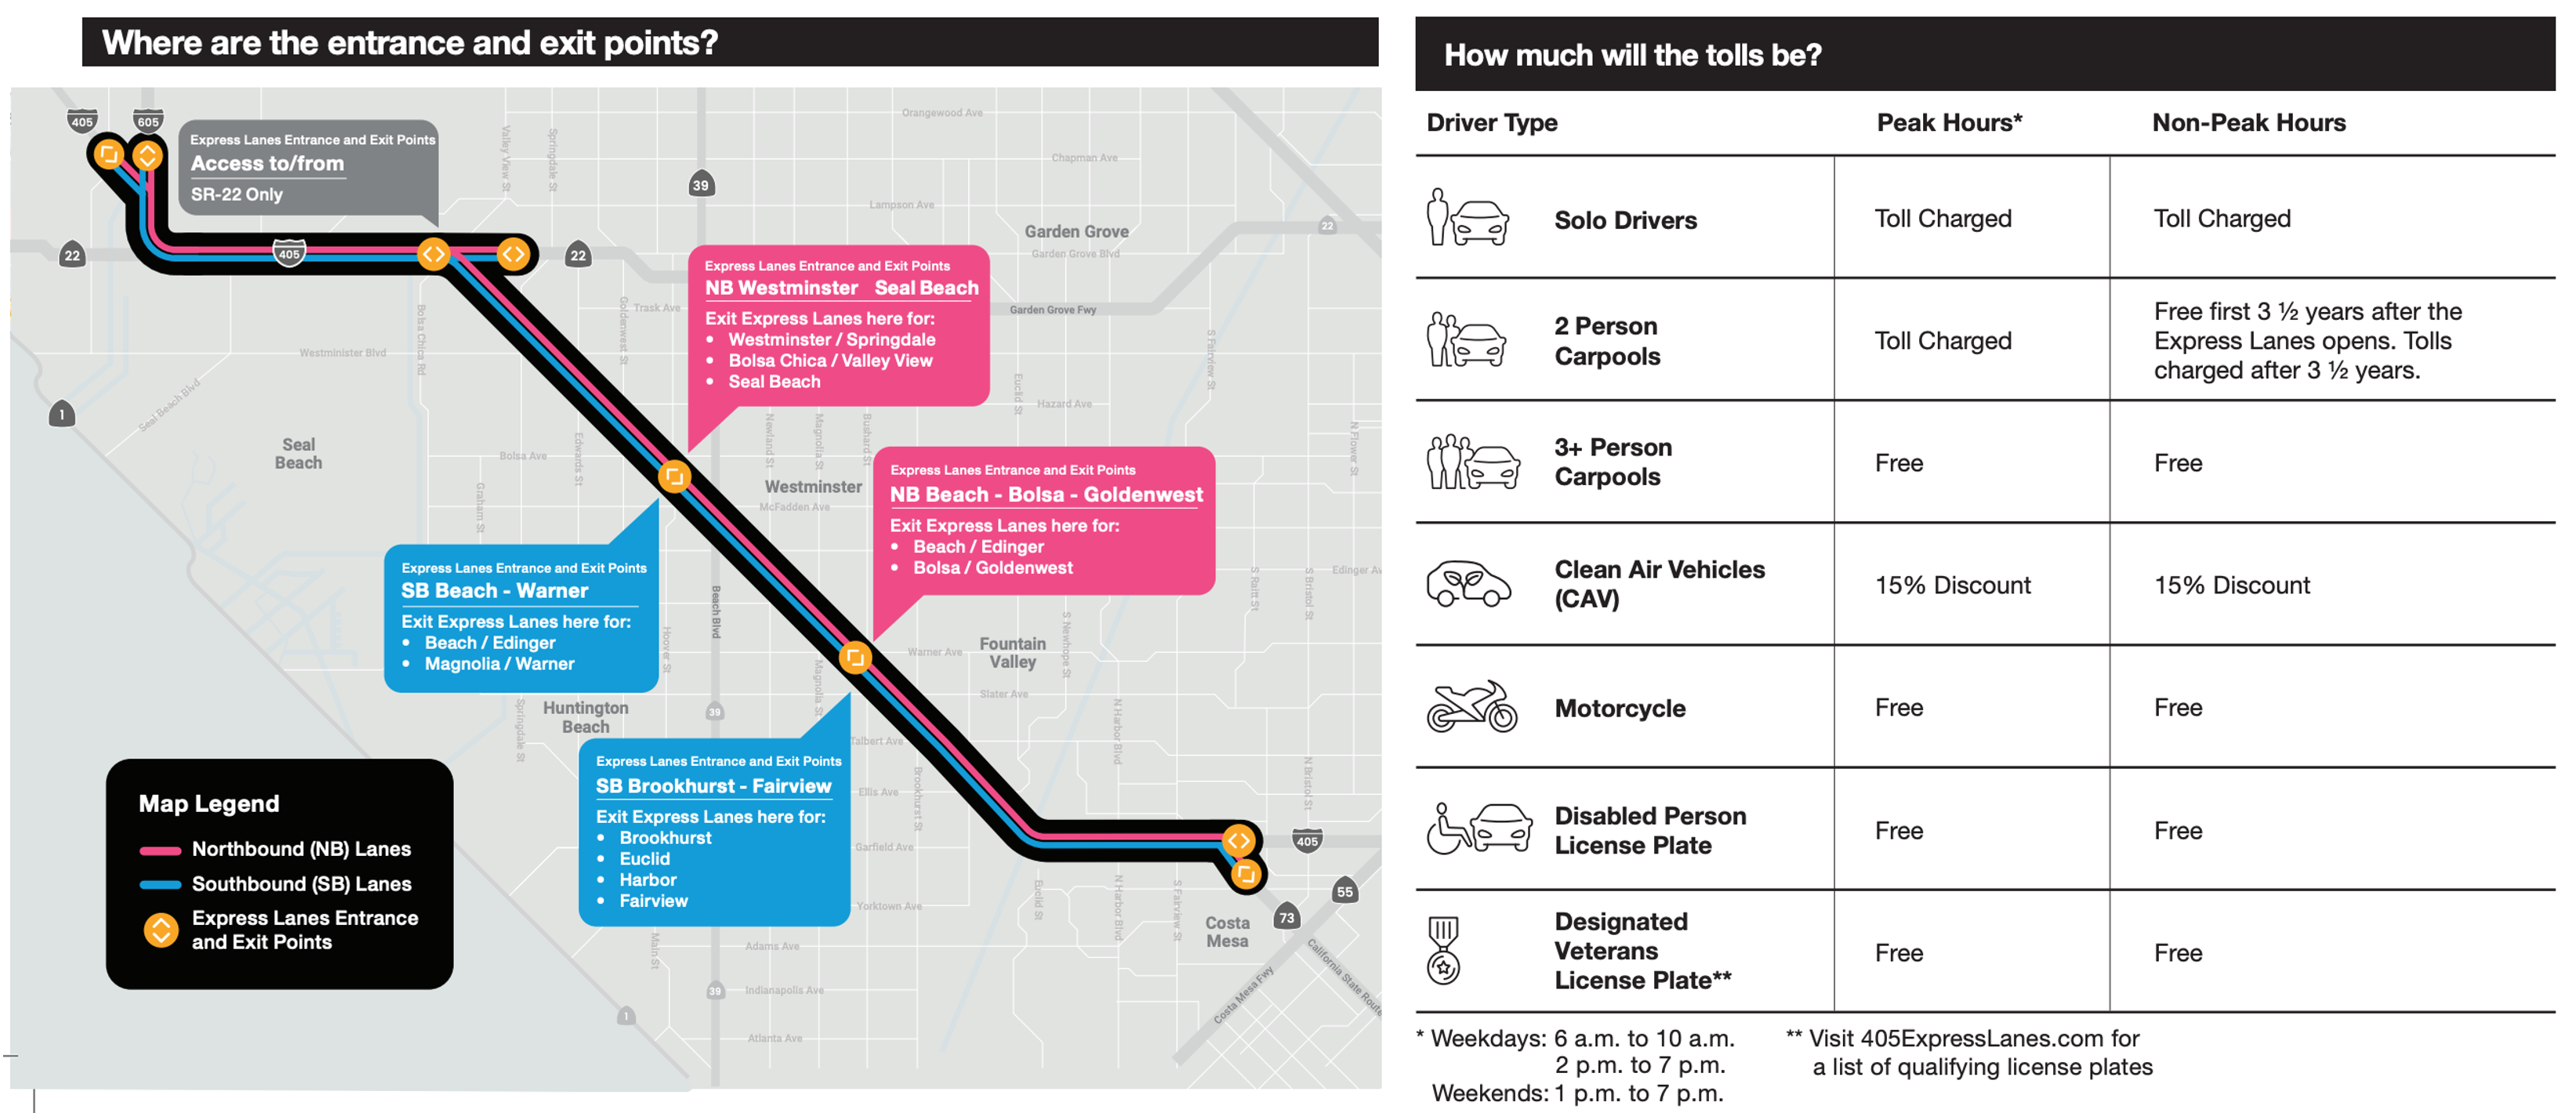 Where are the entrance and exit points?
405
605
Express Lanes Entrance and Exit Points
Access to/from
SR-22 Only
Valley View St
Springdale St
39
Orangewood Ave
Chapman Ave
Lampson Ave
Garden Grove
Garden Grove Blvd
22
22
405
22
Express Lanes Entrance and Exit Points
NB Westminster Seal Beach
Exit Express Lanes here for:
• Westminster / Springdale
• Bolsa Chica / Valley View
• Seal Beach
Garden Grove Fwy
Trask Ave
Goldenwest St
Bolsa Chica Rd
Westminister Blvd
Seal Beach Blvd
1
Seal
Beach
S Fairview St
Euclid St
Hazard Ave
Newland St
Magnolia St
Bushard St
N Flower St
Bolsa Ave
Edwards St
Graham St
Westminster
McFadden Ave
Express Lanes Entrance and Exit Points
NB Beach - Bolsa - Goldenwest
Exit Express Lanes here for:
• Beach / Edinger
• Bolsa / Goldenwest
Express Lanes Entrance and Exit Points
SB Beach - Warner
Exit Express Lanes here for:
• Beach / Edinger
• Magnolia / Warner
Beach Blvd
Hoover St
S Raitt St
S Bristol St
Edinger Av
Fountain
Valley
S Newhope St
Warner Ave
Slater Ave
Magnolia St
Huntington
Beach
Springdale St
39
Talbert Ave
N Harbor Blvd
N Bristol St
Express Lanes Entrance and Exit Points
SB Brookhurst - Fairview
Exit Express Lanes here for:
• Brookhurst
• Euclid
• Harbor
• Fairview
Ellis Ave
Brookhurst St
Garfield Ave
Yorktown Ave
Euclid St
N Harbor Blvd
S Fairview St
405
55
73
Costa
Mesa
Main St
Adams Ave
39
Indianapolis Ave
1
Atlanta Ave
Costa Mesa Fwy
California State Route
Map Legend
Northbound (NB) Lanes
Southbound (SB) Lanes
Express Lanes Entrance
and Exit Points
How much will the tolls be?
Driver Type Peak Hours* Non-Peak Hours
Solo Drivers Toll Charged Toll Charged
2 Person
Carpools
Toll Charged
Free first 3 ½ years after the
Express Lanes opens. Tolls
charged after 3 ½ years.
3+ Person
Carpools
Free Free
Clean Air Vehicles
(CAV)
15% Discount 15% Discount
Motorcycle Free Free
Disabled Person
License Plate
Free Free
Designated
Veterans
License Plate**
Free Free
* Weekdays: 6 a.m. to 10 a.m.
2 p.m. to 7 p.m.
Weekends: 1 p.m. to 7 p.m.
** Visit 405ExpressLanes.com for
a list of qualifying license plates